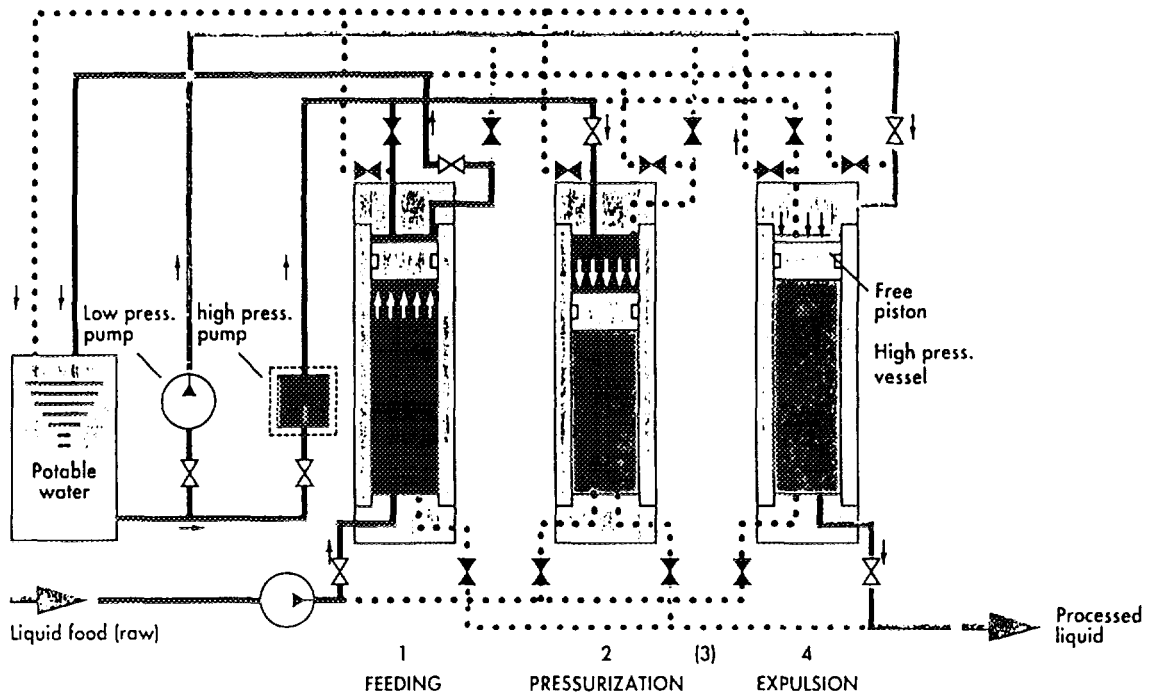 Low press.
pump
high press.
pump
Free
piston
High press.
vessel
Potable
water
Liquid food (raw)
Processed
liquid
1
2
(3)
4
FEEDING
PRESSURIZATION
EXPULSION